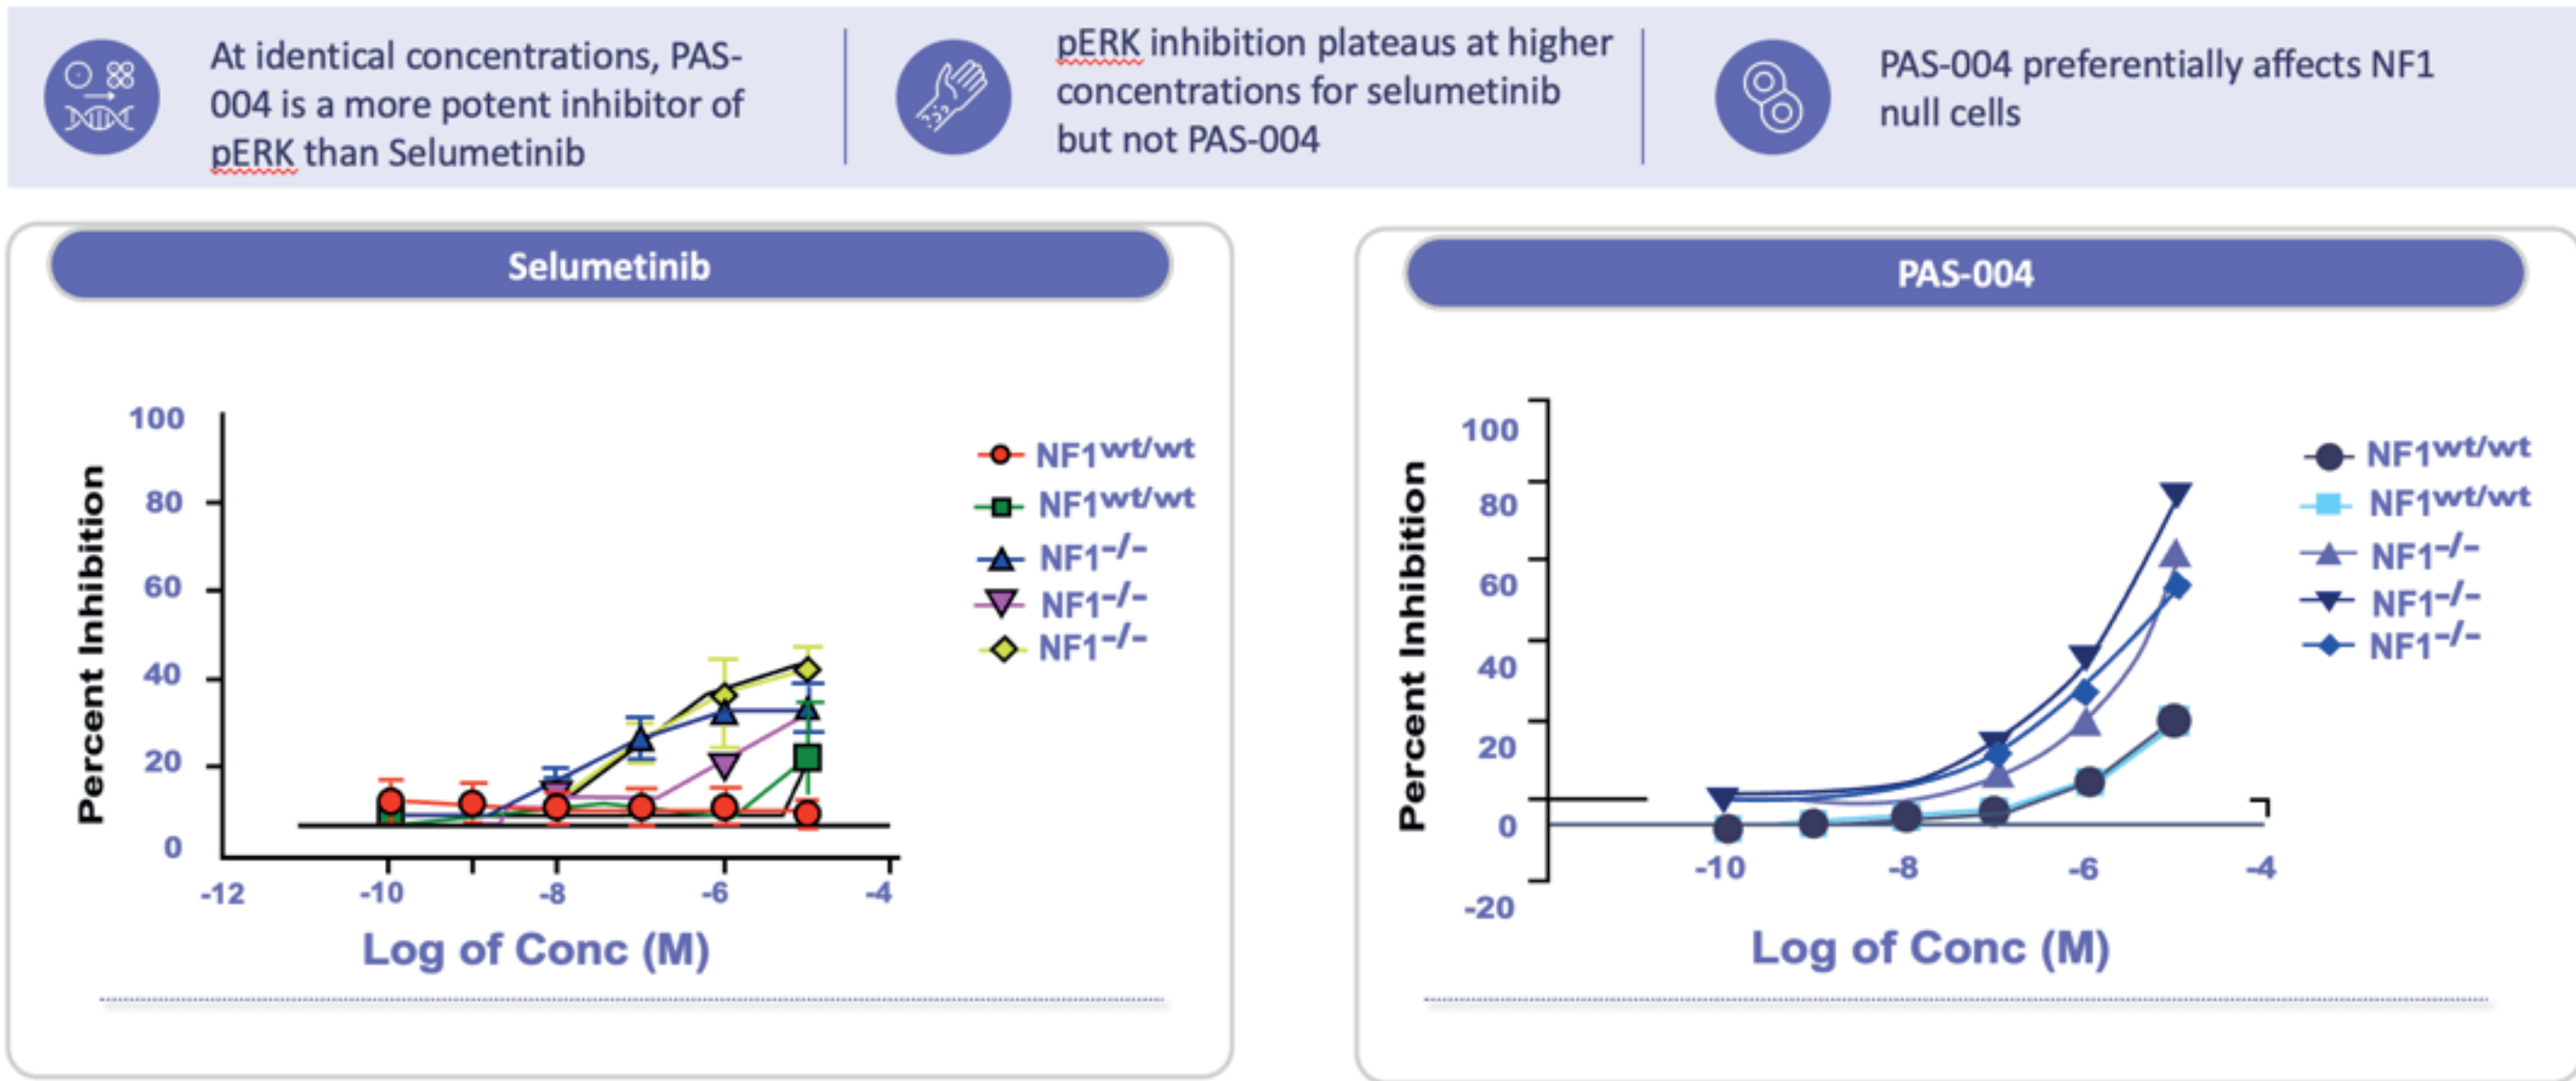 At identical concentrations, PAS-
004 is a more potent inhibitor of
pERK than Selumetinib
pERK inhibition plateaus at higher
concentrations for selumetinib
but not PAS-004
PAS-004 preferentially affects NF1
null cells
Selumetinib
Percent Inhibition
100
80
60
40
20
0
-12
-10
-8
-6
-4
Log of Conc (M)
NF1wt/wt
NF1wt/wt
NF1-/-
NF1-/-
NF1-/-
PAS-004
Percent Inhibition
100
80
60
40
20
0
-20
-10
-8
-6
-4
Log of Conc (M)
NF1wt/wt
NF1wt/wt
NF1-/-
NF1-/-
NF1-/-